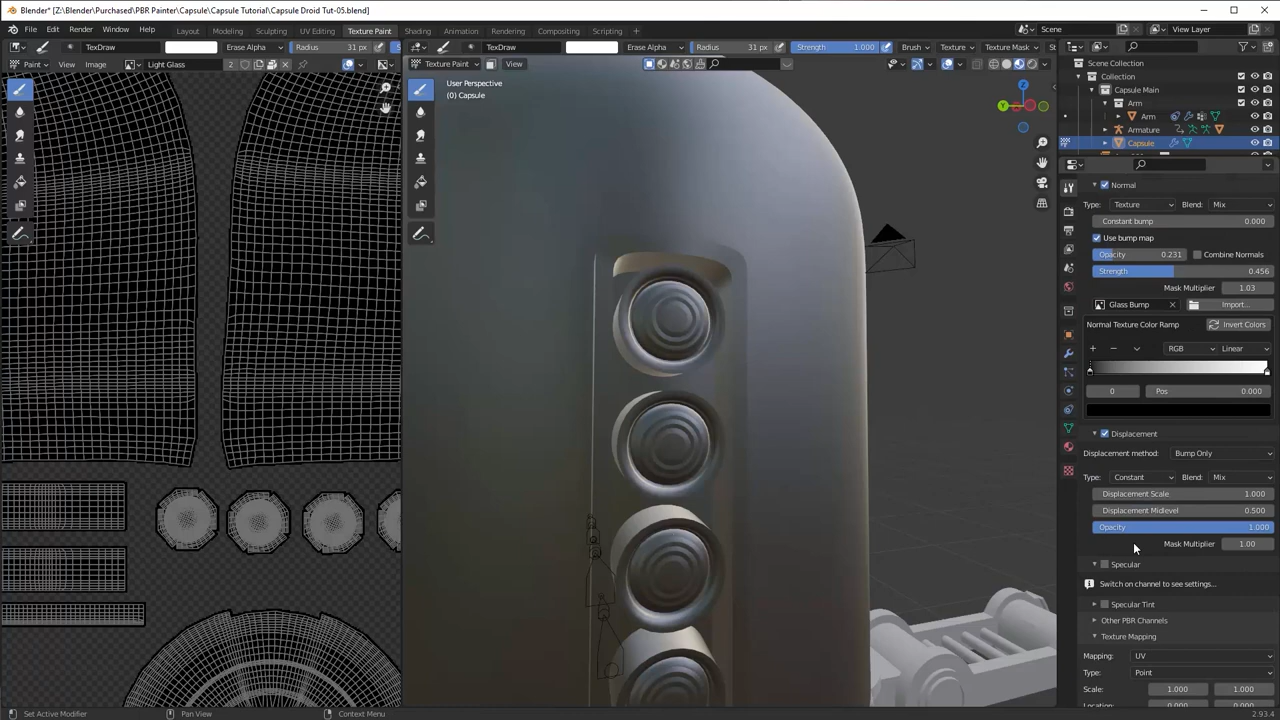 Blender* [Z:\Blender\Purchased\PBR Painter\Capsule Tutorial\Capsule Droid Tut-05.blend]
File Edit Render Window Help Layout Modeling Sculpting UV Editing Texture Paint Shading Animation Rendering Compositing Scripting + Scene View Layer
TexDraw Erase Alpha Radius 31 px TexDraw Erase Alpha Radius 31 px Strength 1.000 Brush Texture Texture Mask
Paint View Image Light Glass 2 Texture Paint View
User Perspective
(0) Capsule
Scene Collection
Collection
Capsule Main
Arm
Arm
Armature
Capsule
Normal
Type: Texture Blend: Mix
Constant bump 0.000
Use bump map
Opacity 0.231 Combine Normals
Strength 0.456
Mask Multiplier 1.03
Glass Bump Import...
Normal Texture Color Ramp Invert Colors
RGB Linear
0 Pos 0.000
Displacement
Displacement method: Bump Only
Type: Constant Blend: Mix
Displacement Scale 1.000
Displacement Midlevel 0.500
Opacity 1.000
Mask Multiplier 1.00
Specular
Switch on channel to see settings...
Specular Tint
Other PBR Channels
Texture Mapping
Mapping: UV
Type: Point
Scale: 1.000 1.000
Set Active Modifier Pan View Context Menu 2.93.4